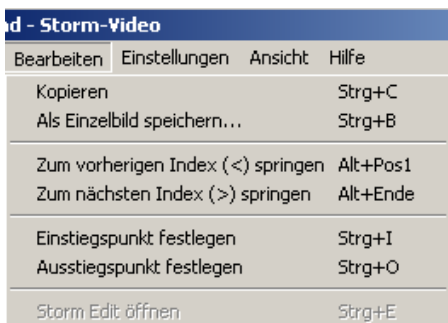 nd - Storm-Video
Bearbeiten Einstellungen Ansicht Hilfe
Kopieren Strg+C
Als Einzelbild speichern... Strg+B
Zum vorherigen Index (<) springen Alt+Pos1
Zum nächsten Index (>) springen Alt+Ende
Einstiegspunkt festlegen Strg+I
Ausstiegspunkt festlegen Strg+O
Storm Edit öffnen Strg+E